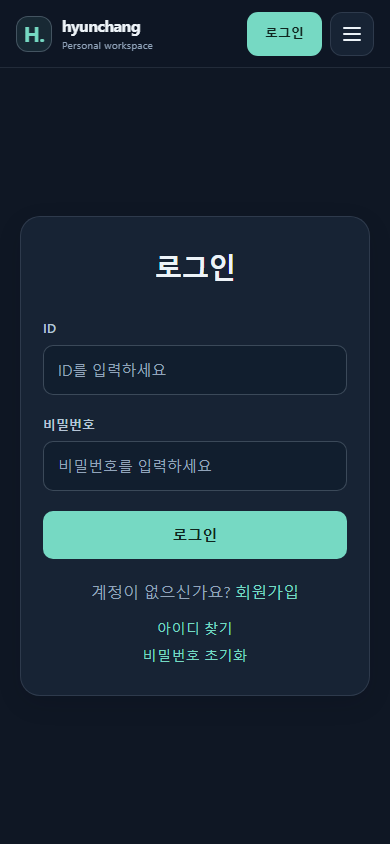 H.
hyunchang
Personal workspace
로그인
로그인
ID
ID를 입력하세요
비밀번호
비밀번호를 입력하세요
로그인
계정이 없으신가요? 회원가입
아이디 찾기
비밀번호 초기화